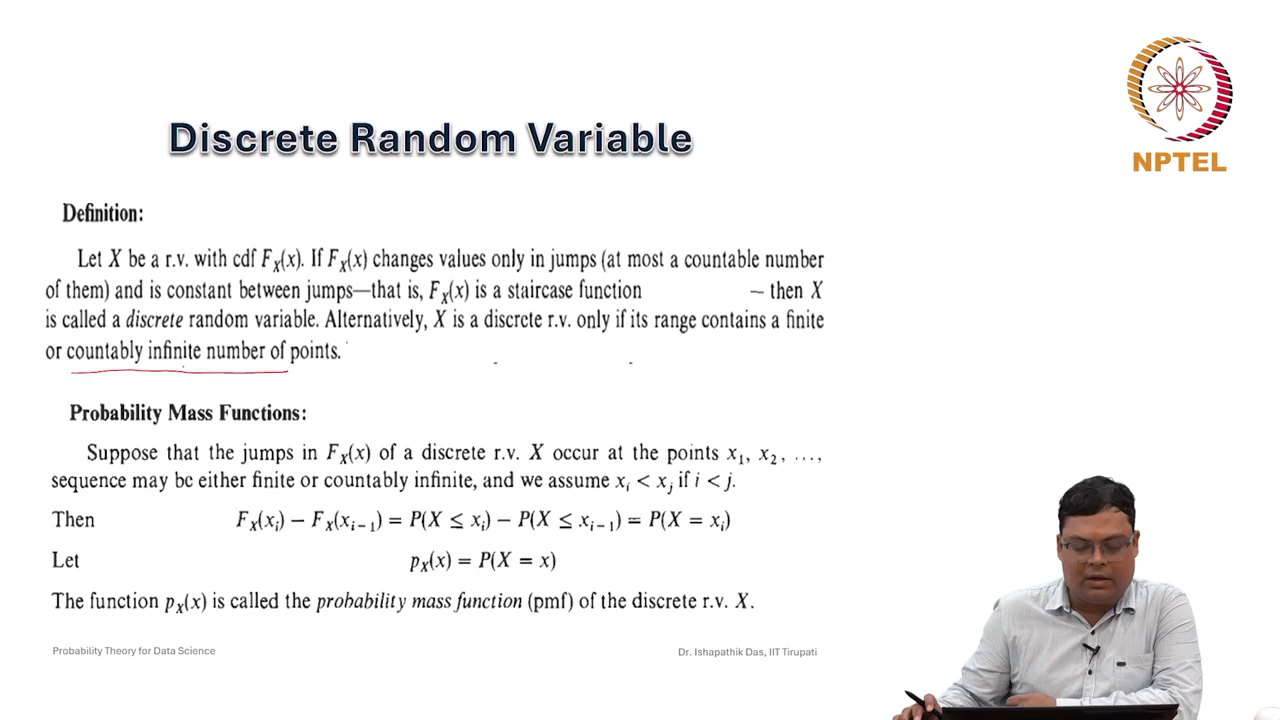 NPTEL
Discrete Random Variable
Definition:
Let X be a r.v. with cdf F_X(x). If F_X(x) changes values only in jumps (at most a countable number
of them) and is constant between jumps—that is, F_X(x) is a staircase function — then X
is called a discrete random variable. Alternatively, X is a discrete r.v. only if its range contains a finite
or countably infinite number of points.
Probability Mass Functions:
Suppose that the jumps in F_X(x) of a discrete r.v. X occur at the points x₁, x₂, ...,
sequence may be either finite or countably infinite, and we assume x_i < x_j if i < j.
Then F_X(x_i) − F_X(x_{i−1}) = P(X ≤ x_i) − P(X ≤ x_{i−1}) = P(X = x_i)
Let p_X(x) = P(X = x)
The function p_X(x) is called the probability mass function (pmf) of the discrete r.v. X.
Probability Theory for Data Science
Dr. Ishapathik Das, IIT Tirupati